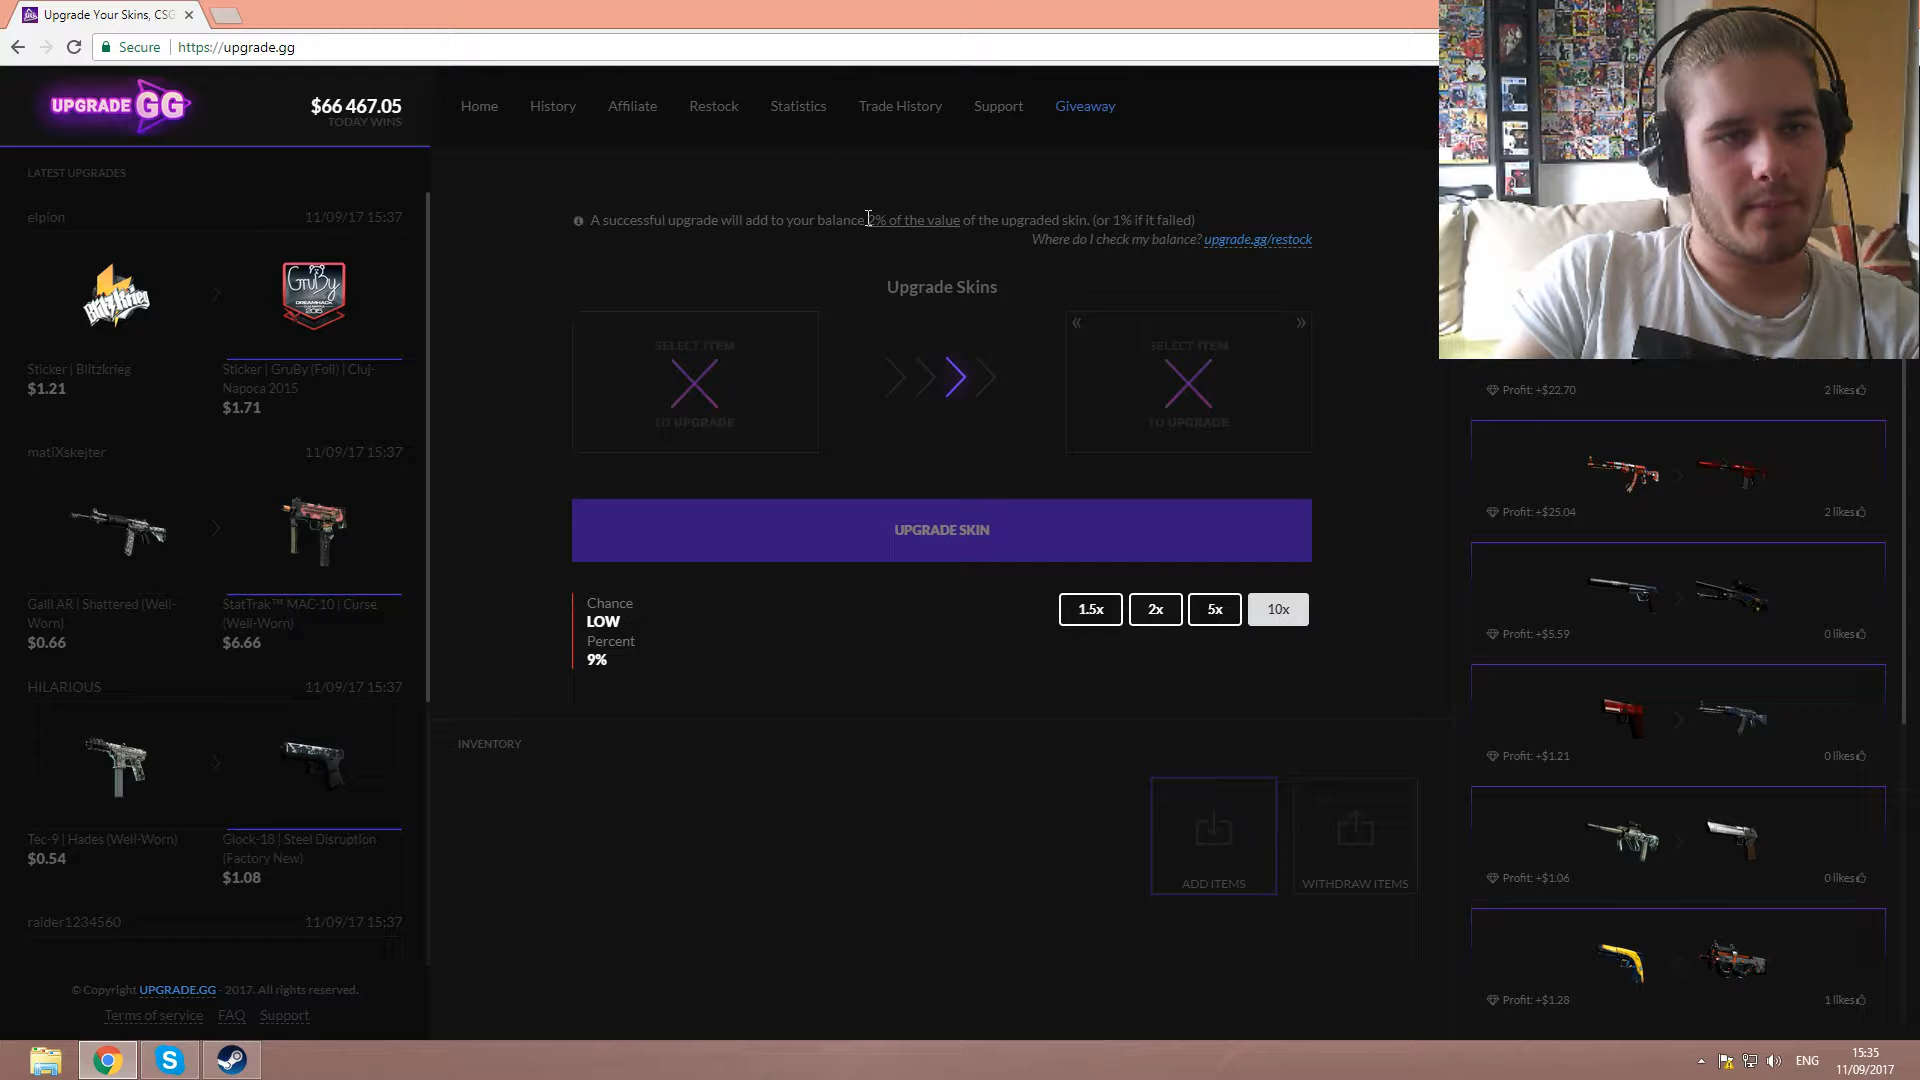 Upgrade Your Skins, CSG
Secure
https://upgrade.gg
UPGRADE GG
$66 467.05
TODAY WINS
Home
History
Affiliate
Restock
Statistics
Trade History
Support
Giveaway
LATEST UPGRADES
elpion
11/09/17 15:37
Sticker | Blitzkrieg
$1.21
Sticker | GruBy (Foil) | Cluj-
Napoca 2015
$1.71
matiXskejter
11/09/17 15:37
Galil AR | Shattered (Well-
Worn)
$0.66
StatTrak™ MAC-10 | Curse
(Well-Worn)
$6.66
HILARIOUS
11/09/17 15:37
Tec-9 | Hades (Well-Worn)
$0.54
Glock-18 | Steel Disruption
(Factory New)
$1.08
raider1234560
11/09/17 15:37
© Copyright UPGRADE.GG - 2017. All rights reserved.
Terms of service
FAQ
Support
A successful upgrade will add to your balance 2% of the value of the upgraded skin. (or 1% if it failed)
Where do I check my balance? upgrade.gg/restock
Upgrade Skins
SELECT ITEM
TO UPGRADE
«
»
SELECT ITEM
TO UPGRADE
UPGRADE SKIN
Chance
LOW
Percent
9%
1.5x
2x
5x
10x
INVENTORY
ADD ITEMS
WITHDRAW ITEMS
Profit: +$22.70
2 likes
Profit: +$25.04
2 likes
Profit: +$5.59
0 likes
Profit: +$1.21
0 likes
Profit: +$1.06
0 likes
Profit: +$1.28
1 likes
ENG
15:35
11/09/2017